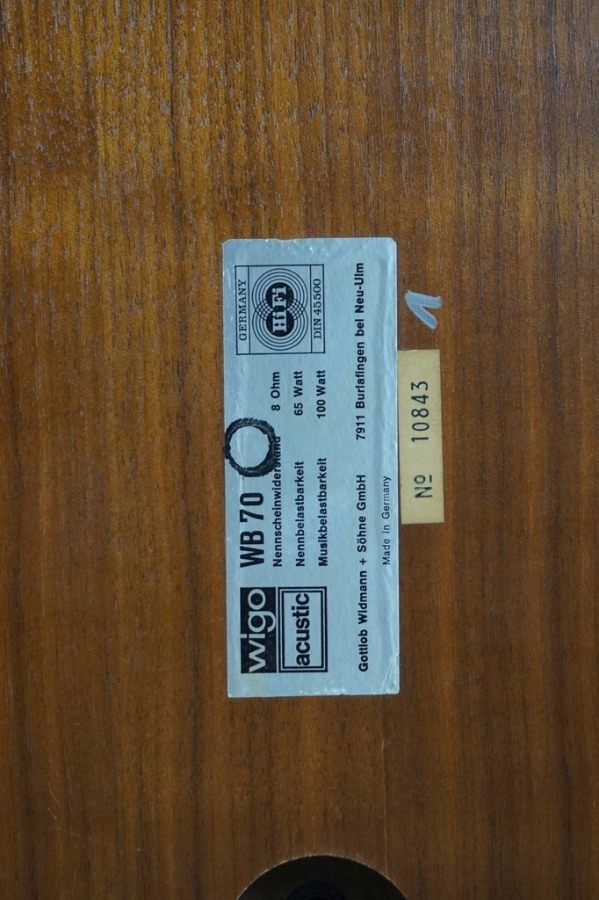 wigo
acustic
WB 70
Nennscheinwiderstand 8 Ohm
Nennbelastbarkeit 65 Watt
Musikbelastbarkeit 100 Watt
GERMANY
HiFi
DIN 45500
Gottlob Widmann + Söhne GmbH 7911 Burlafingen bei Neu-Ulm
Made in Germany
Nº 10843
1